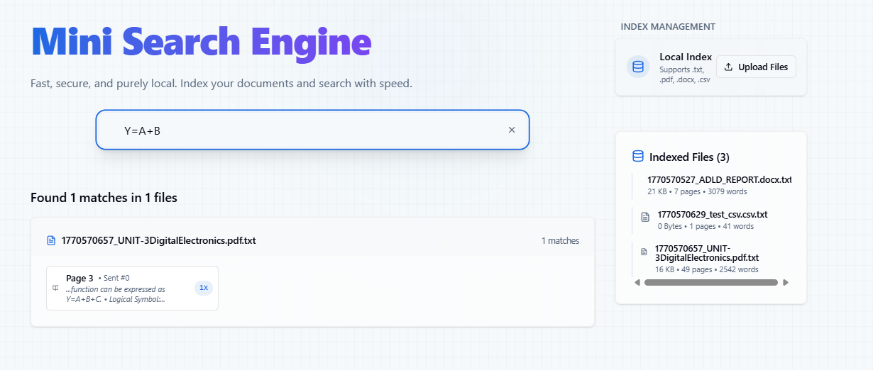 Mini Search Engine
Fast, secure, and purely local. Index your documents and search with speed.
Y=A+B
Found 1 matches in 1 files
1770570657_UNIT-3DigitalElectronics.pdf.txt
1 matches
Page 3 • Sent #0
...function can be expressed as
Y=A+B+C. • Logical Symbol:...
1x
INDEX MANAGEMENT
Local Index
Supports .txt,
.pdf, .docx, .csv
Upload Files
Indexed Files (3)
1770570527_ADLD_REPORT.docx.txt
21 KB • 7 pages • 3079 words
1770570629_test_csv.csv.txt
0 Bytes • 1 pages • 41 words
1770570657_UNIT-
3DigitalElectronics.pdf.txt
16 KB • 49 pages • 2542 words